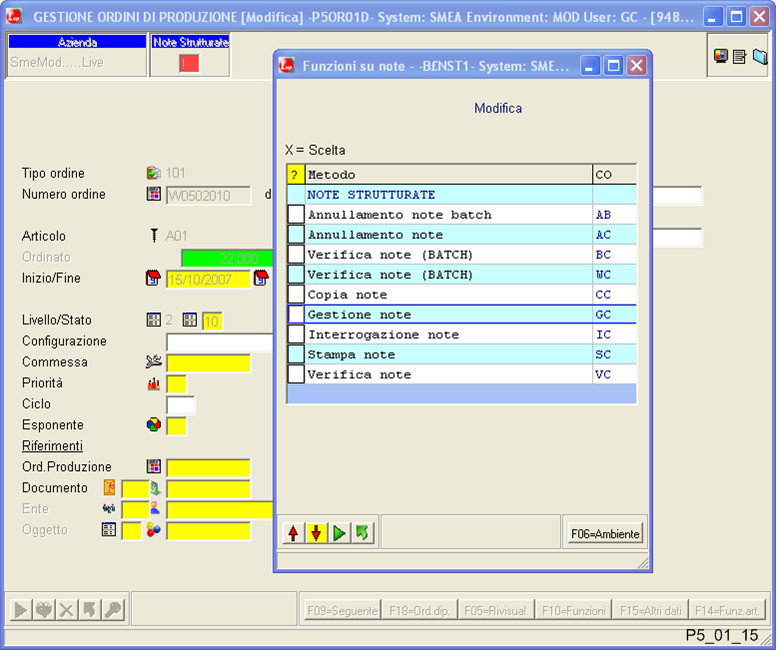 GESTIONE ORDINI DI PRODUZIONE [Modifica] -P5OR01D- System: SMEA Environment: MOD User: GC - [948...
Azienda
Note Strutturate
SmeMod.....Live
Funzioni su note - -B£NST1- System: SME...
Modifica
X = Scelta
? Metodo CO
NOTE STRUTTURATE
Annullamento note batch AB
Annullamento note AC
Verifica note (BATCH) BC
Verifica note (BATCH) WC
Copia note CC
Gestione note GC
Interrogazione note IC
Stampa note SC
Verifica note VC
F06=Ambiente
Tipo ordine 101
Numero ordine W0502010 d
Articolo A01
Ordinato 22,000
Inizio/Fine 15/10/2007
Livello/Stato 2 10
Configurazione
Commessa
Priorità
Ciclo
Esponente
Riferimenti
Ord.Produzione
Documento
Ente
Oggetto
F09=Seguente F18=Ord.dip. F05=Rivisual. F10=Funzioni F15=Altri dati F14=Funz.art.
P5_01_15